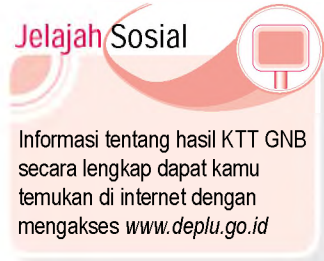 Jelajah Sosial
Informasi tentang hasil KTT GNB
secara lengkap dapat kamu
temukan di internet dengan
mengakses www.deplu.go.id